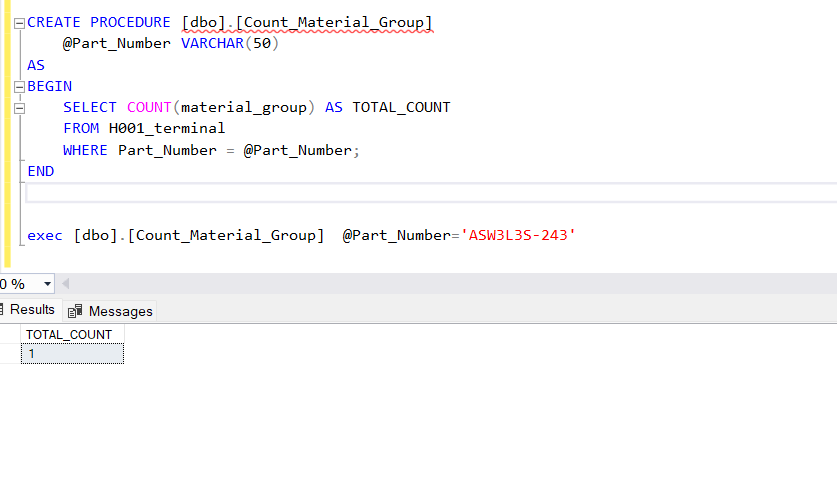 CREATE PROCEDURE [dbo].[Count_Material_Group]
@Part_Number VARCHAR(50)
AS
BEGIN
SELECT COUNT(material_group) AS TOTAL_COUNT
FROM H001_terminal
WHERE Part_Number = @Part_Number;
END
exec [dbo].[Count_Material_Group] @Part_Number='ASW3L3S-243'
0 %
Results Messages
TOTAL_COUNT
1